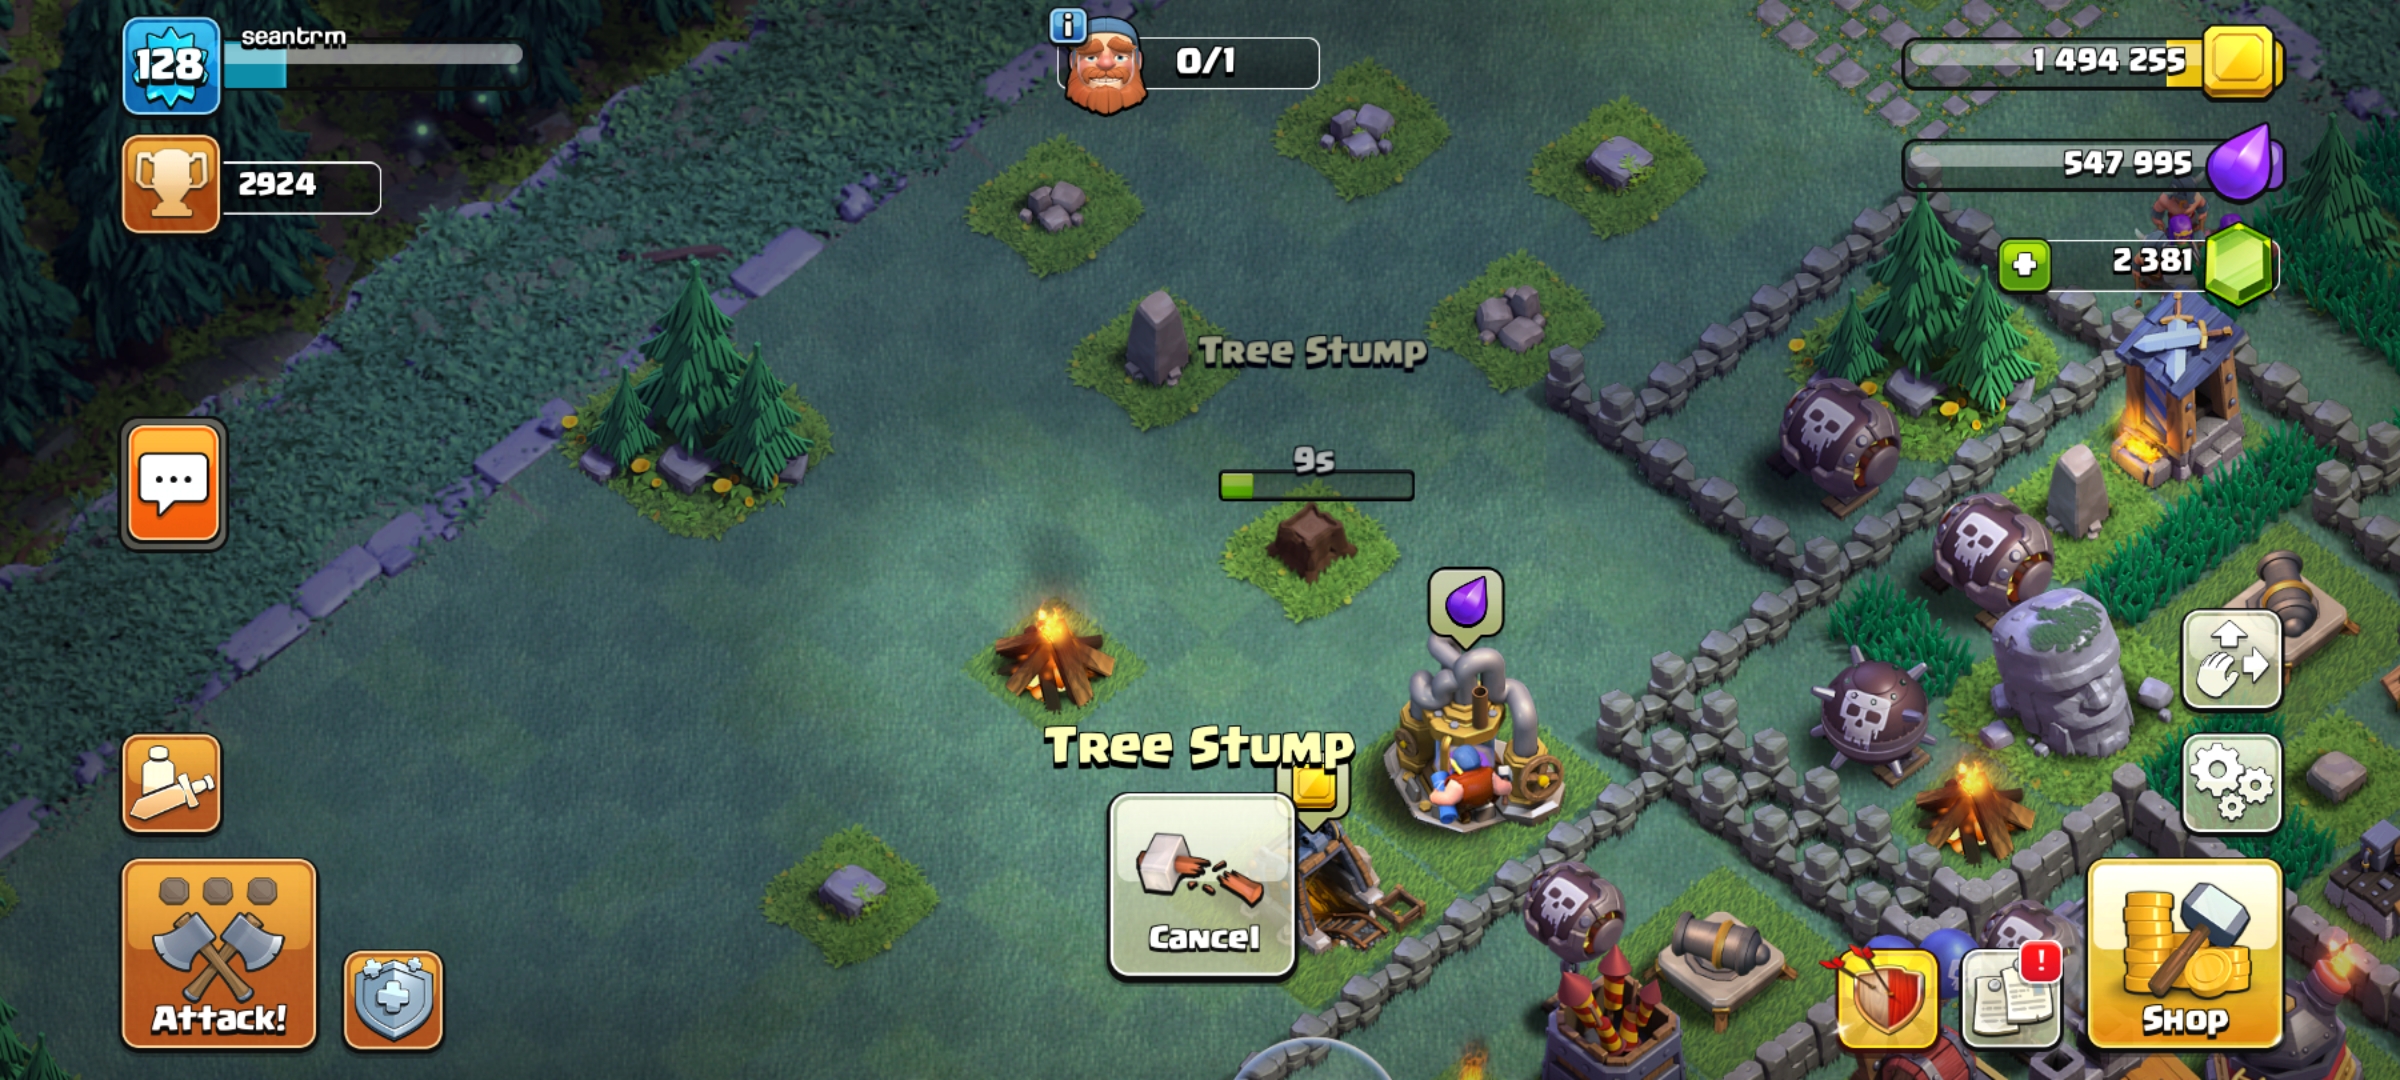 seantrm
128
0/1
1 494 255
2924
547 995
2 381
Tree Stump
9s
Tree Stump
Cancel
Attack!
Shop